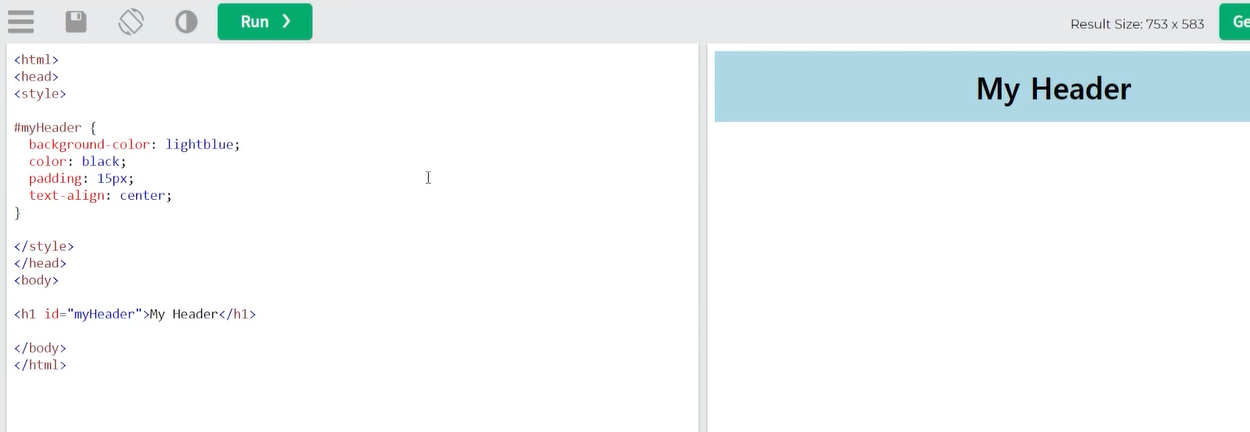 Run ❯
Result Size: 753 x 583
Ge
<html>
<head>
<style>
#myHeader {
  background-color: lightblue;
  color: black;
  padding: 15px;
  text-align: center;
}
</style>
</head>
<body>
<h1 id="myHeader">My Header</h1>
</body>
</html>
My Header